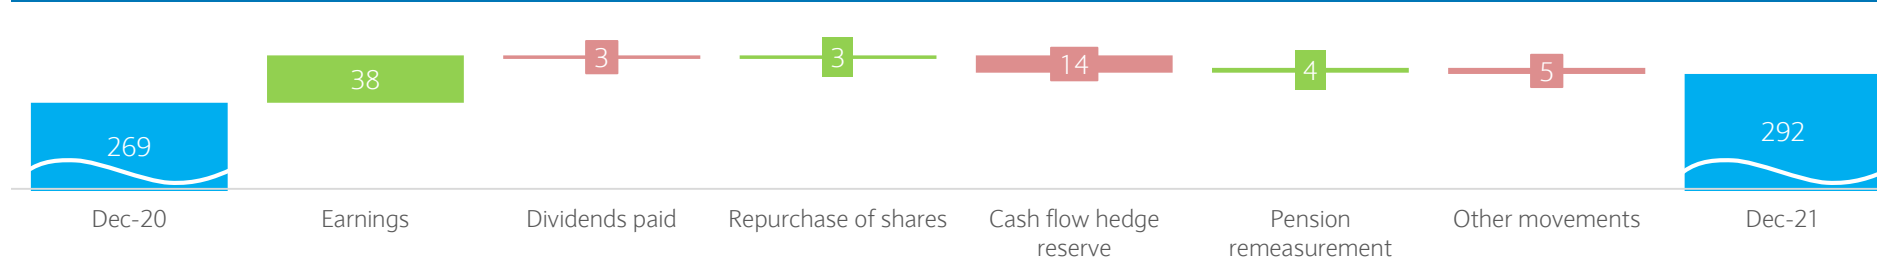 269
38
3
3
14
4
5
292
Dec-20
Earnings
Dividends paid
Repurchase of shares
Cash flow hedge
reserve
Pension
remeasurement
Other movements
Dec-21